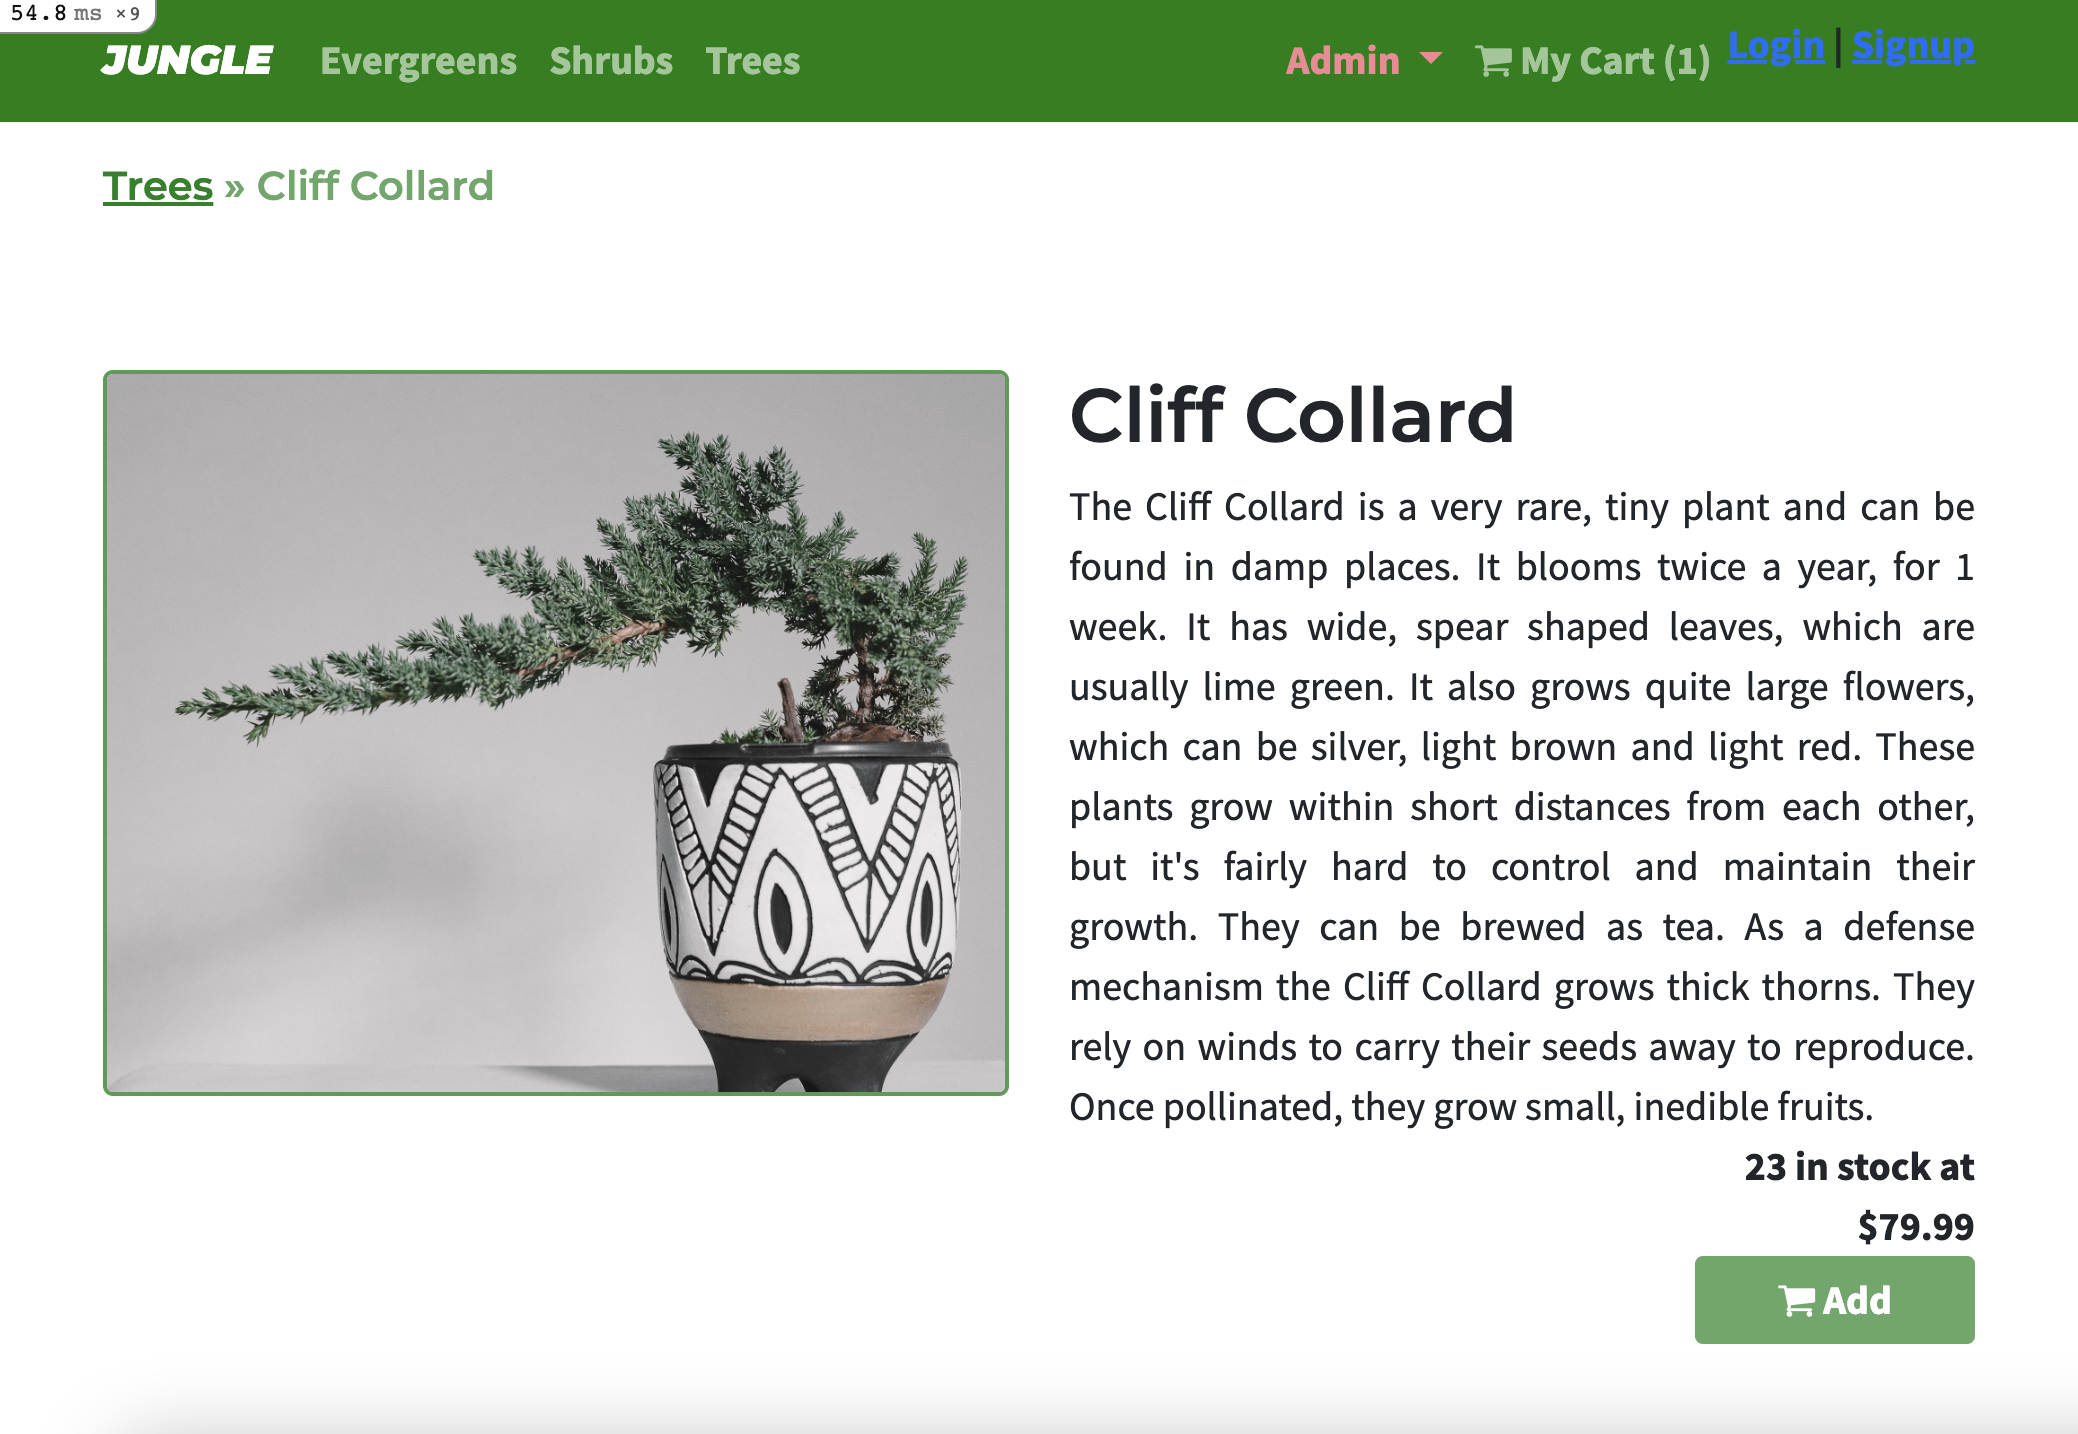 54.8 ms ×9
JUNGLE Evergreens Shrubs Trees Admin My Cart (1) Login | Signup
Trees » Cliff Collard
Cliff Collard
The Cliff Collard is a very rare, tiny plant and can be
found in damp places. It blooms twice a year, for 1
week. It has wide, spear shaped leaves, which are
usually lime green. It also grows quite large flowers,
which can be silver, light brown and light red. These
plants grow within short distances from each other,
but it's fairly hard to control and maintain their
growth. They can be brewed as tea. As a defense
mechanism the Cliff Collard grows thick thorns. They
rely on winds to carry their seeds away to reproduce.
Once pollinated, they grow small, inedible fruits.
23 in stock at
$79.99
Add